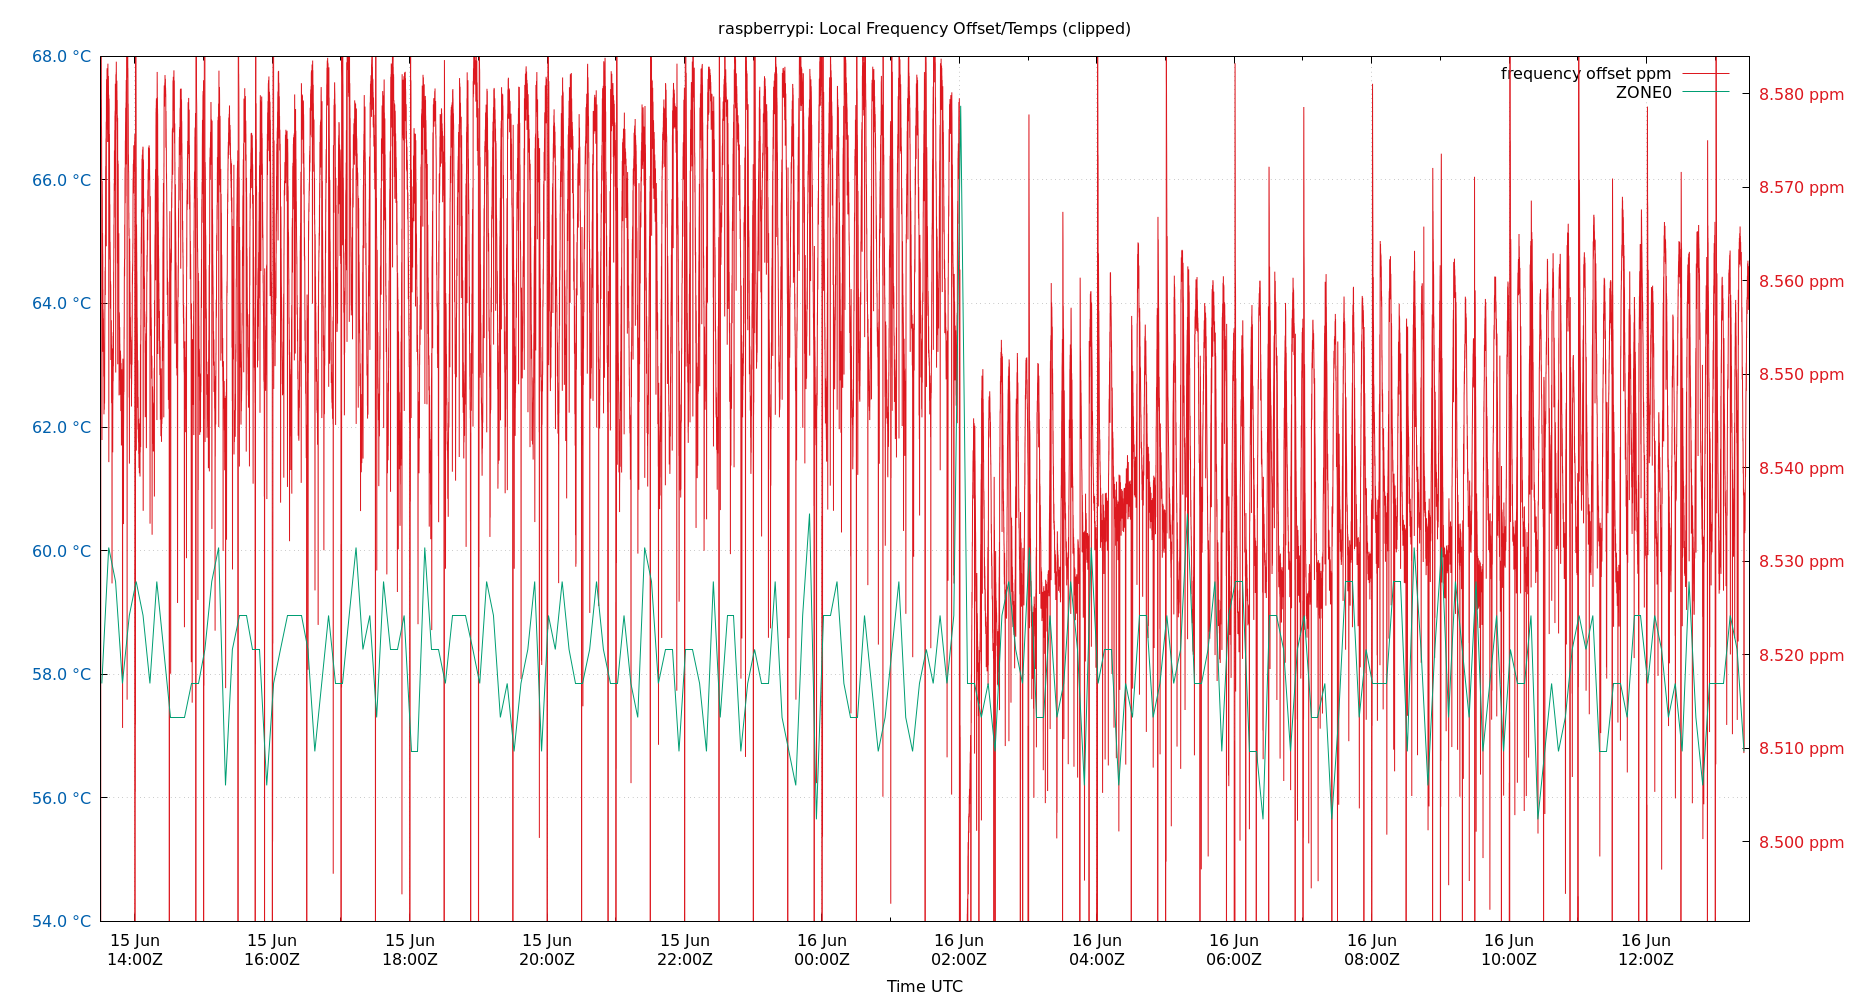 raspberrypi: Local Frequency Offset/Temps (clipped)
68.0 °C
66.0 °C
64.0 °C
62.0 °C
60.0 °C
58.0 °C
56.0 °C
54.0 °C
frequency offset ppm
ZONE0
8.580 ppm
8.570 ppm
8.560 ppm
8.550 ppm
8.540 ppm
8.530 ppm
8.520 ppm
8.510 ppm
8.500 ppm
15 Jun 15 Jun 15 Jun 15 Jun 15 Jun 16 Jun 16 Jun 16 Jun 16 Jun 16 Jun 16 Jun 16 Jun
14:00Z 16:00Z 18:00Z 20:00Z 22:00Z 00:00Z 02:00Z 04:00Z 06:00Z 08:00Z 10:00Z 12:00Z
Time UTC